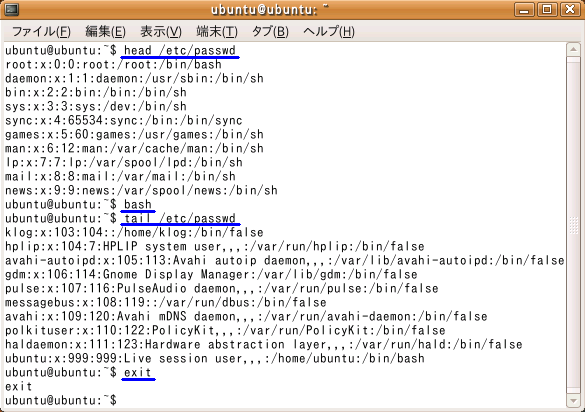 ubuntu@ubuntu: ~
ファイル(F) 編集(E) 表示(V) 端末(T) タブ(B) ヘルプ(H)
ubuntu@ubuntu:~$ head /etc/passwd
root:x:0:0:root:/root:/bin/bash
daemon:x:1:1:daemon:/usr/sbin:/bin/sh
bin:x:2:2:bin:/bin:/bin/sh
sys:x:3:3:sys:/dev:/bin/sh
sync:x:4:65534:sync:/bin:/bin/sync
games:x:5:60:games:/usr/games:/bin/sh
man:x:6:12:man:/var/cache/man:/bin/sh
lp:x:7:7:lp:/var/spool/lpd:/bin/sh
mail:x:8:8:mail:/var/mail:/bin/sh
news:x:9:9:news:/var/spool/news:/bin/sh
ubuntu@ubuntu:~$ bash
ubuntu@ubuntu:~$ tail /etc/passwd
klog:x:103:104::/home/klog:/bin/false
hplip:x:104:7:HPLIP system user,,,:/var/run/hplip:/bin/false
avahi-autoipd:x:105:113:Avahi autoip daemon,,,:/var/lib/avahi-autoipd:/bin/false
gdm:x:106:114:Gnome Display Manager:/var/lib/gdm:/bin/false
pulse:x:107:116:PulseAudio daemon,,,:/var/run/pulse:/bin/false
messagebus:x:108:119::/var/run/dbus:/bin/false
avahi:x:109:120:Avahi mDNS daemon,,,:/var/run/avahi-daemon:/bin/false
polkituser:x:110:122:PolicyKit,,,:/var/run/PolicyKit:/bin/false
haldaemon:x:111:123:Hardware abstraction layer,,,:/var/run/hald:/bin/false
ubuntu:x:999:999:Live session user,,,:/home/ubuntu:/bin/bash
ubuntu@ubuntu:~$ exit
exit
ubuntu@ubuntu:~$